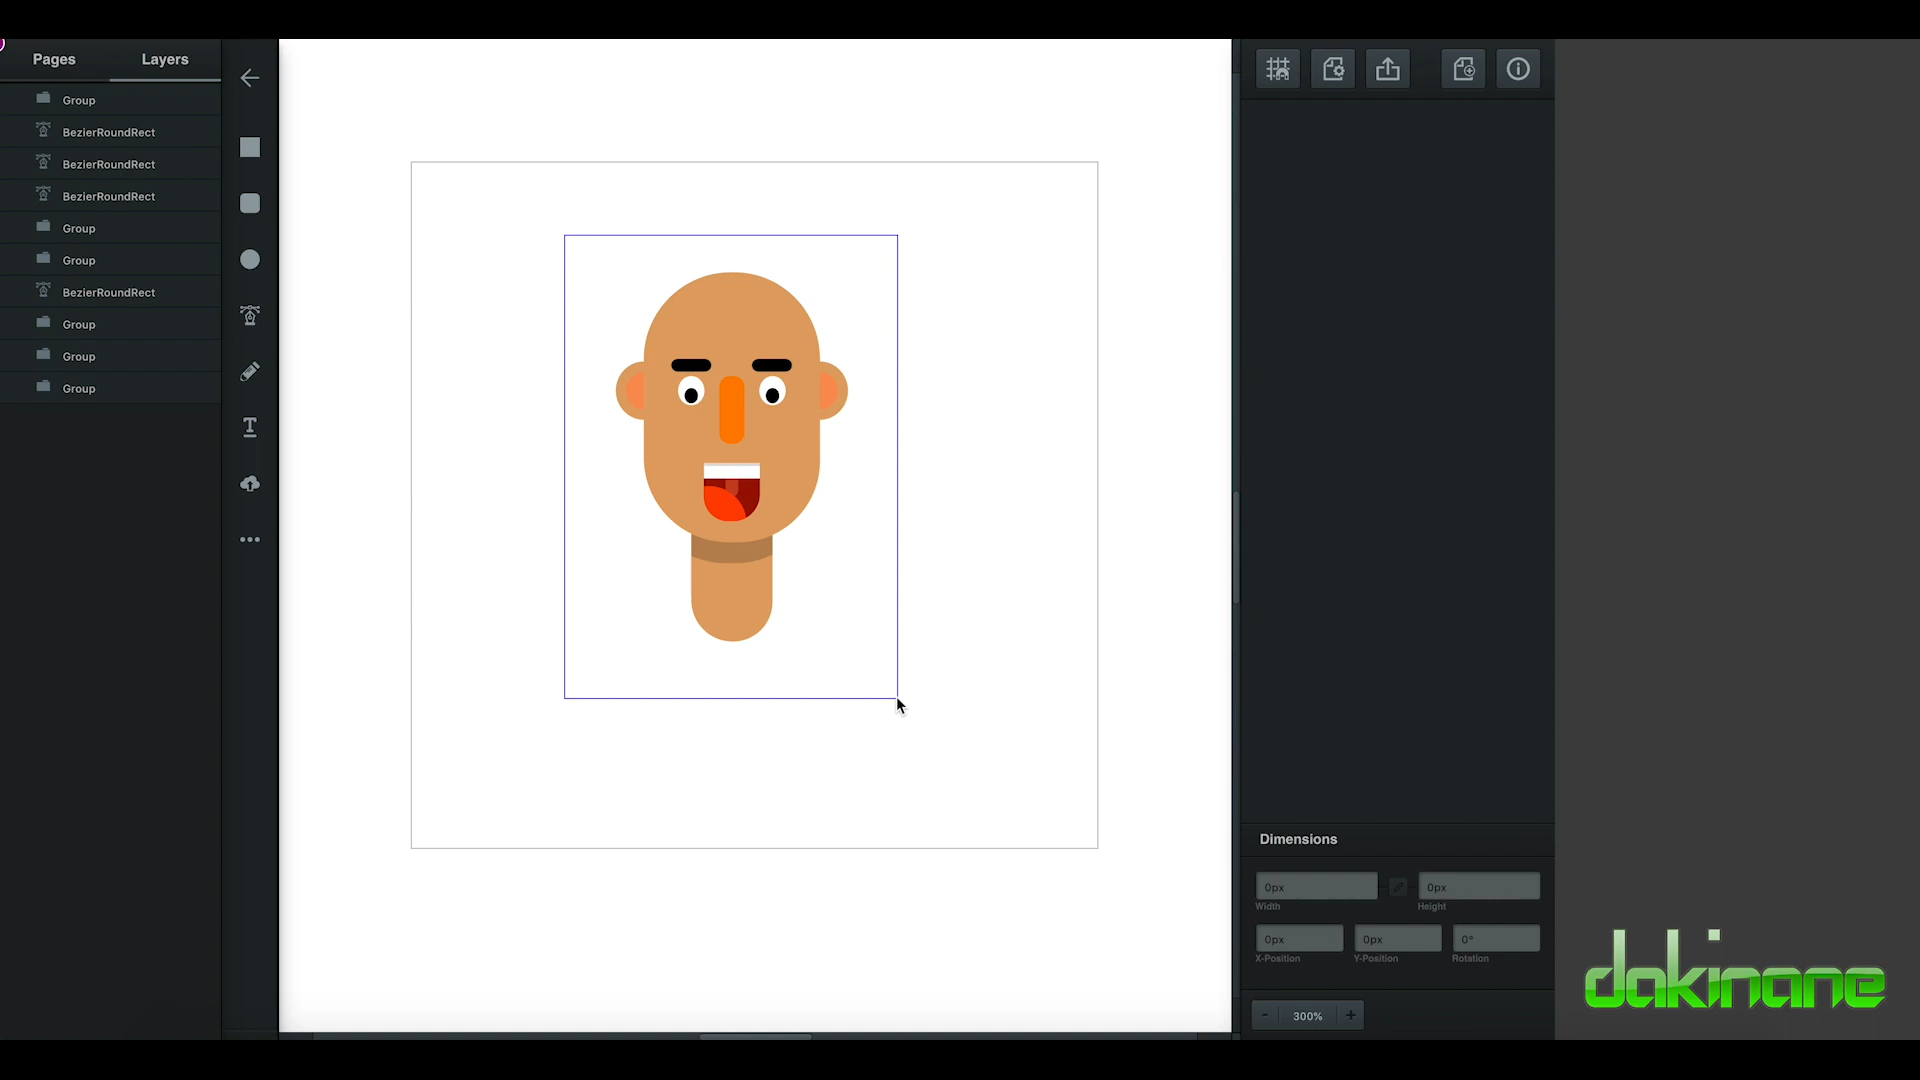 Pages
Layers
Group
BezierRoundRect
BezierRoundRect
BezierRoundRect
Group
Group
BezierRoundRect
Group
Group
Group
T
Dimensions
0px
0px
Width
Height
0px
0px
0°
X-Position
Y-Position
Rotation
-
300%
+
dakinane